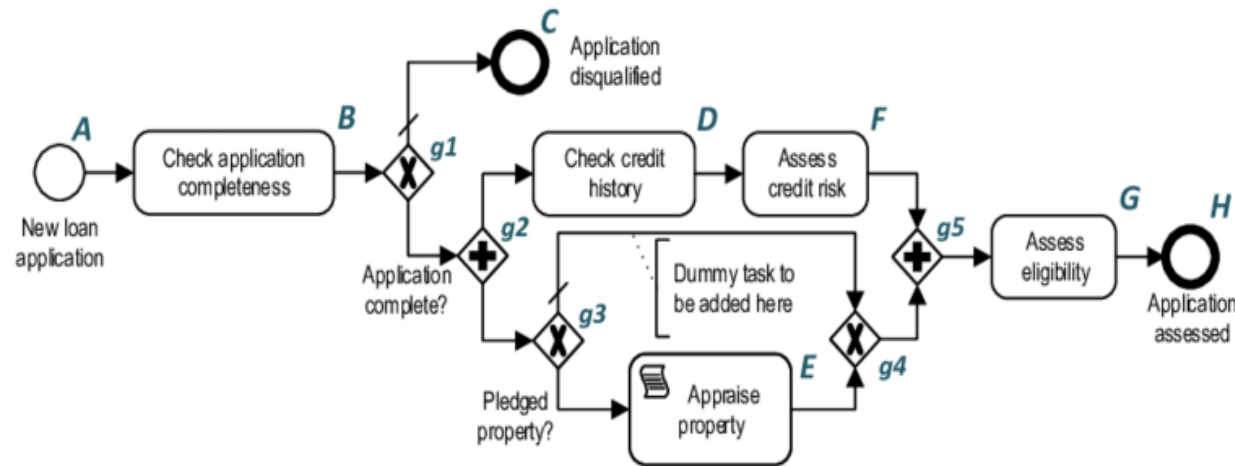 C
Application
disqualified
A
B
Check application
completeness
g1
New loan
application
D
Check credit
history
F
Assess
credit risk
g2
Application
complete?
Dummy task to
be added here
g3
Pledged
property?
E
Appraise
property
g4
g5
G
Assess
eligibility
H
Application
assessed